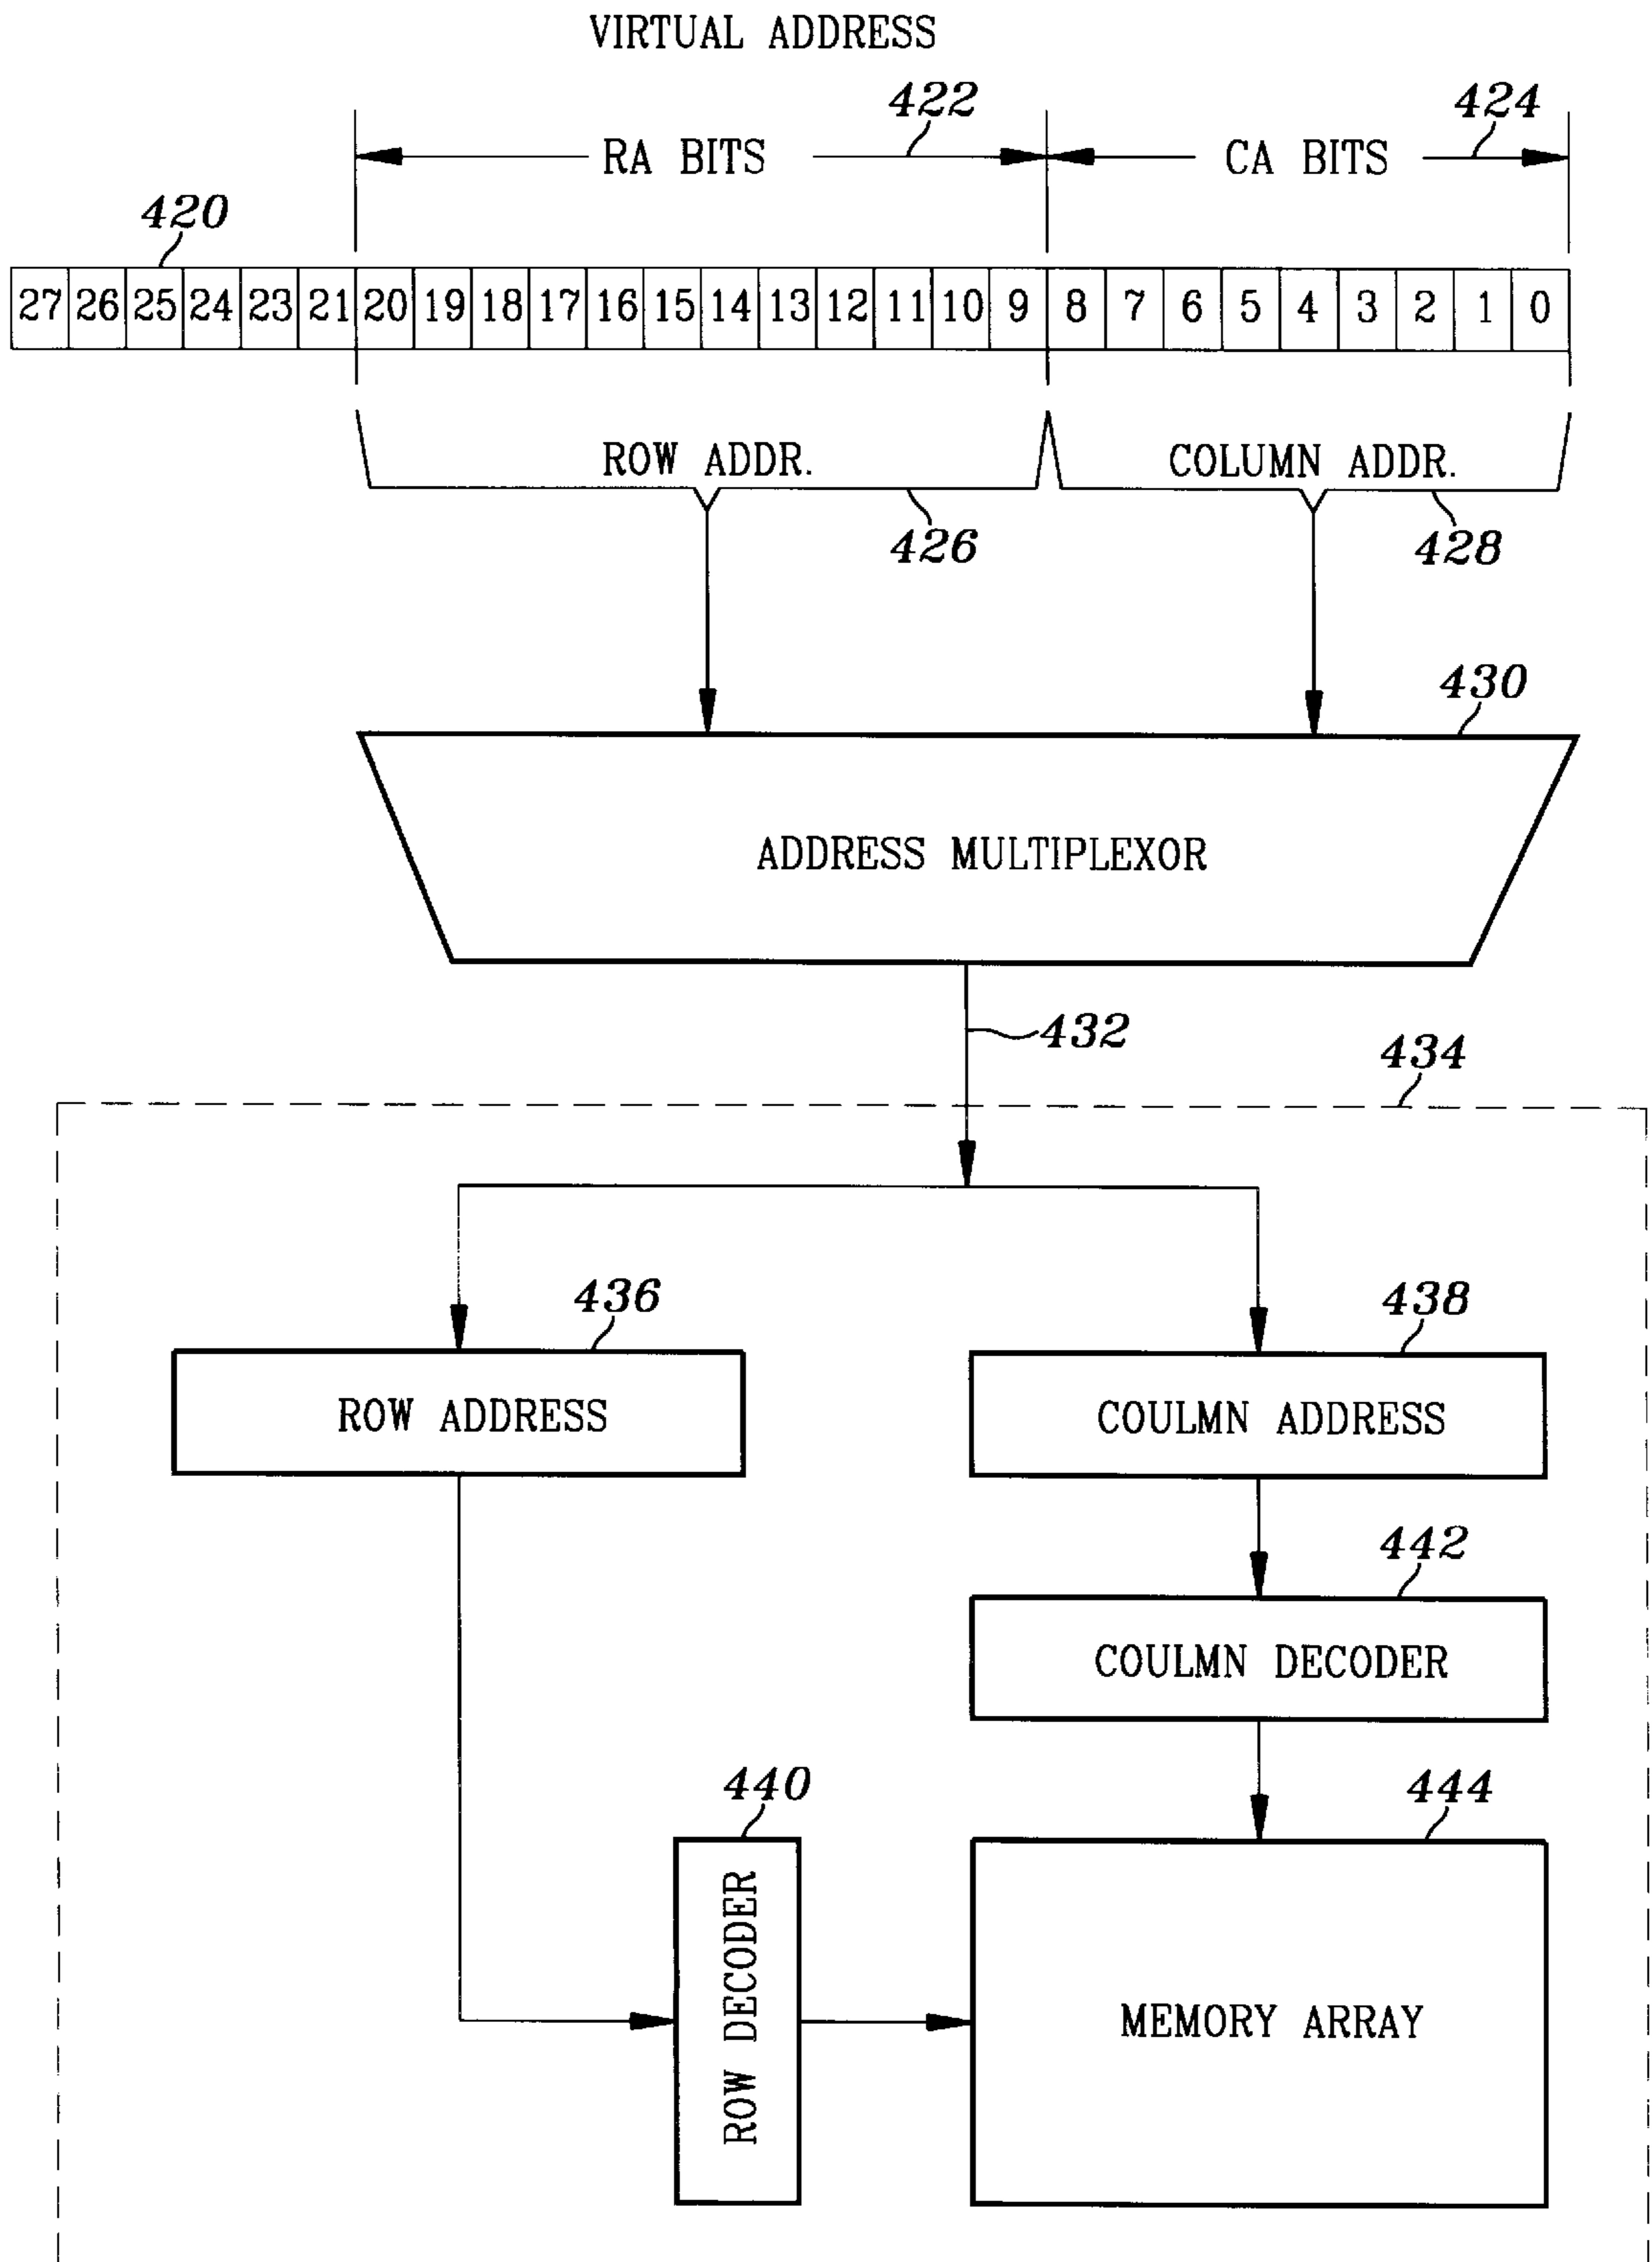 VIRTUAL ADDRESS
422
424
RA BITS
CA BITS
420
27 26 25 24 23 21 20 19 18 17 16 15 14 13 12 11 10 9 8 7 6 5 4 3 2 1 0
ROW ADDR.
COLUMN ADDR.
426
428
430
ADDRESS MULTIPLEXOR
432
434
436
438
ROW ADDRESS
COULMN ADDRESS
442
COULMN DECODER
440
444
ROW DECODER
MEMORY ARRAY